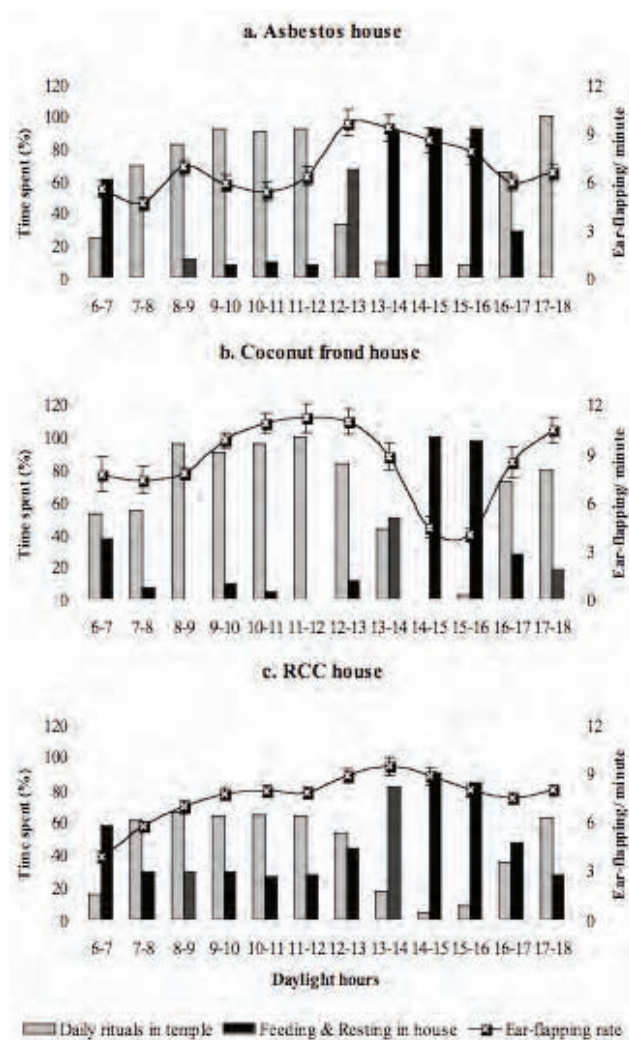 a. Asbestos house
Time spent (%)
120
100
80
60
40
20
0
12
9
6
3
0
Ear-flapping/ minute
6-7 7-8 8-9 9-10 10-11 11-12 12-13 13-14 14-15 15-16 16-17 17-18
b. Coconut frond house
Time spent (%)
120
100
80
60
40
20
0
12
9
6
3
0
Ear-flapping/ minute
6-7 7-8 8-9 9-10 10-11 11-12 12-13 13-14 14-15 15-16 16-17 17-18
c. RCC house
Time spent (%)
120
100
80
60
40
20
0
12
9
6
3
0
Ear-flapping/ minute
6-7 7-8 8-9 9-10 10-11 11-12 12-13 13-14 14-15 15-16 16-17 17-18
Daylight hours
Daily rituals in temple Feeding & Resting in house Ear-flapping rate